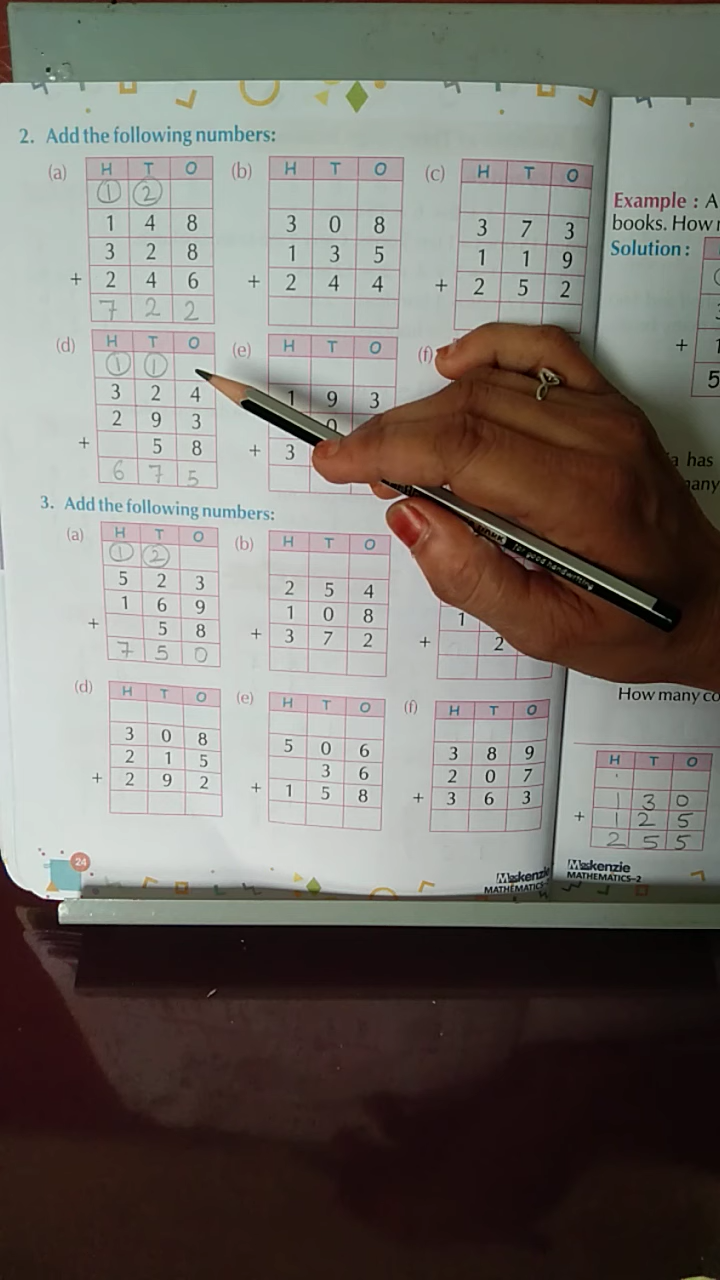 2. Add the following numbers:
(a) H T O (b) H T O (c) H T O
1 2
1 4 8 3 0 8 3 7 3
3 2 8 1 3 5 1 1 9
+ 2 4 6 + 2 4 4 + 2 5 2
7 2 2
(d) H T O (e) H T O (f)
1 1
3 2 4 1 9 3
2 9 3 0
+ 5 8 + 3
6 7 5
3. Add the following numbers:
(a) H T O (b) H T O
1 2
5 2 3 2 5 4
1 6 9 1 0 8 1
+ 5 8 + 3 7 2 + 2
7 5 0
(d) H T O (e) H T O (f) H T O
3 0 8 5 0 6 3 8 9
2 1 5 3 6 2 0 7
+ 2 9 2 + 1 5 8 + 3 6 3
24
Mackenzie
MATHEMATICS-
Example : A
books. How
Solution :
+
5
a has
any
How many co
H T O
1 3 0
+ 1 2 5
2 5 5
Mackenzie
MATHEMATICS-2
for good handwriting